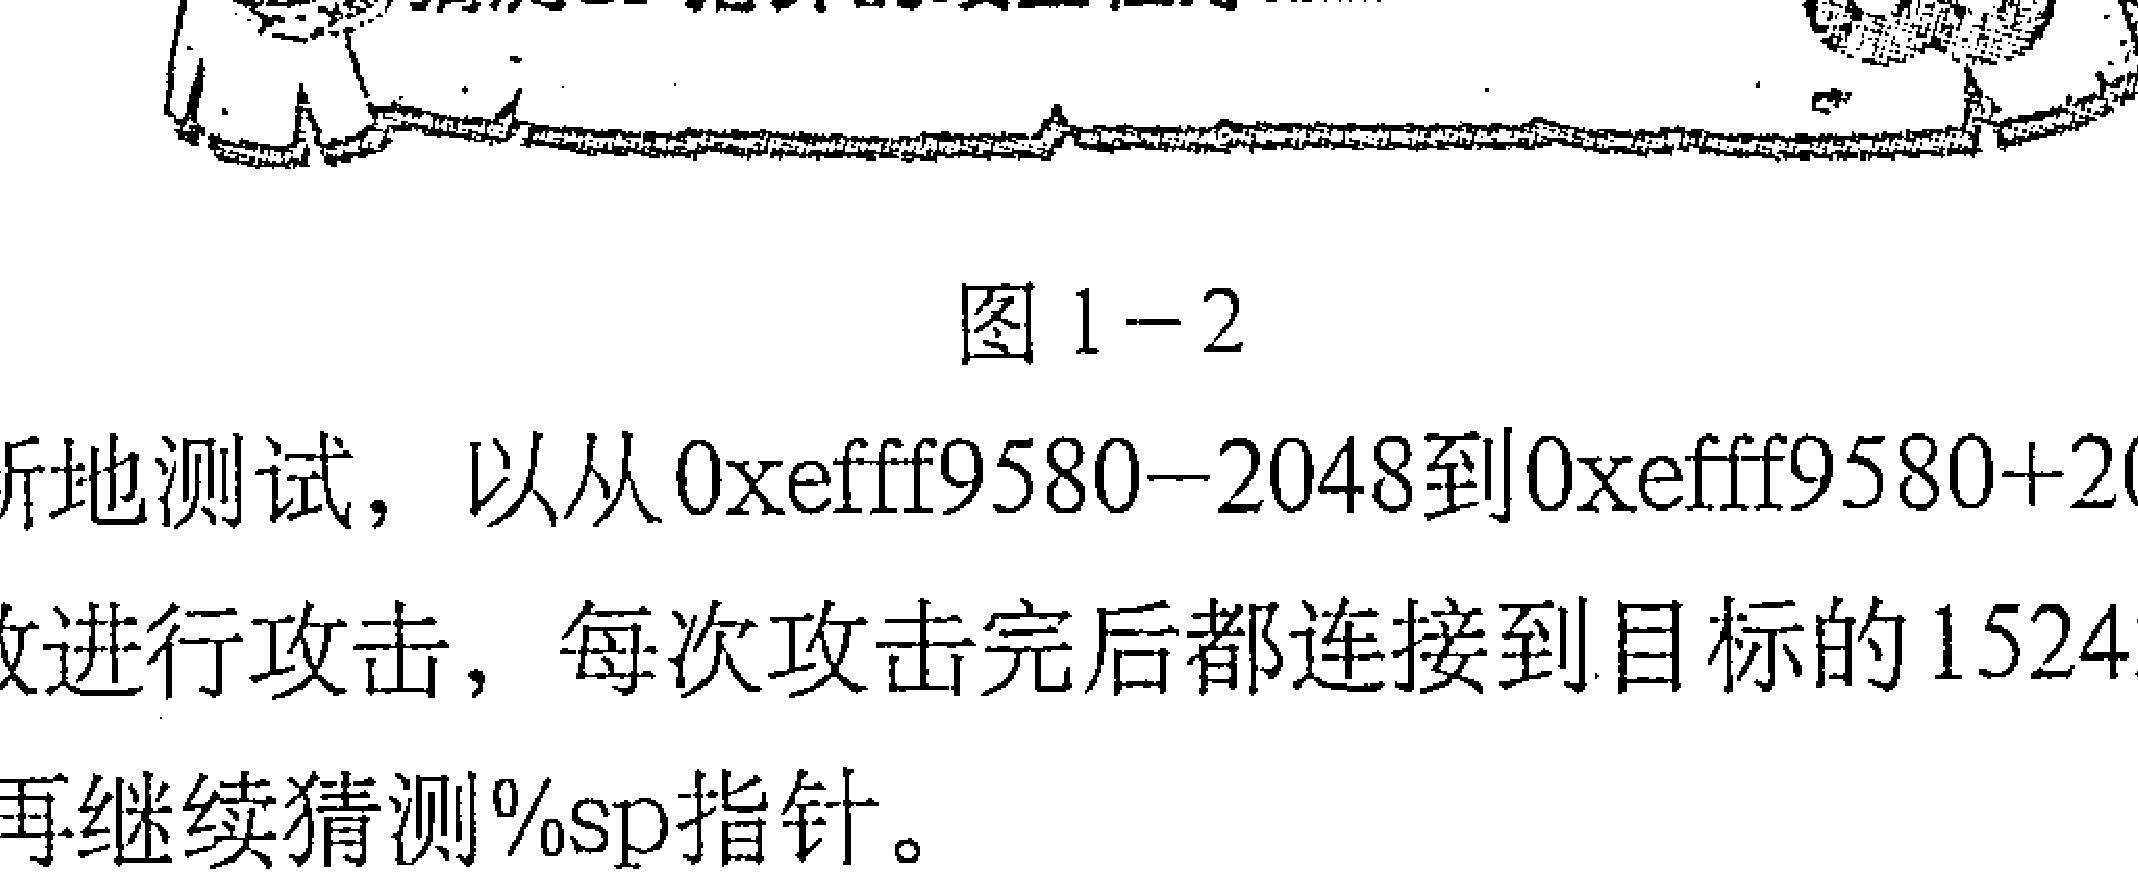 图 1－2
断地测试，以从0xefff9580－2048到0xefff9580+20
进行攻击，每次攻击完后都连接到目标的1524
再继续猜测%sp指针。